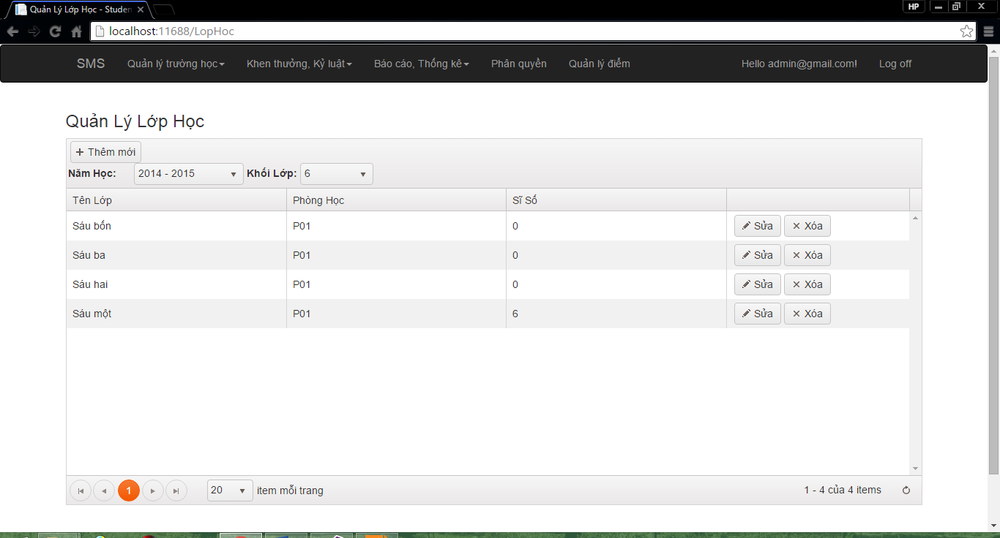 Quản Lý Lớp Học - Studen
HP
localhost:11688/LopHoc
SMS Quản lý trường học Khen thưởng, Kỷ luật Báo cáo, Thống kê Phân quyền Quản lý điểm Hello admin@gmail.com! Log off
Quản Lý Lớp Học
Thêm mới
Năm Học: 2014 - 2015 Khối Lớp: 6
Tên Lớp Phòng Học Sĩ Số
Sáu bốn P01 0 Sửa Xóa
Sáu ba P01 0 Sửa Xóa
Sáu hai P01 0 Sửa Xóa
Sáu một P01 6 Sửa Xóa
1 20 item mỗi trang 1 - 4 của 4 items